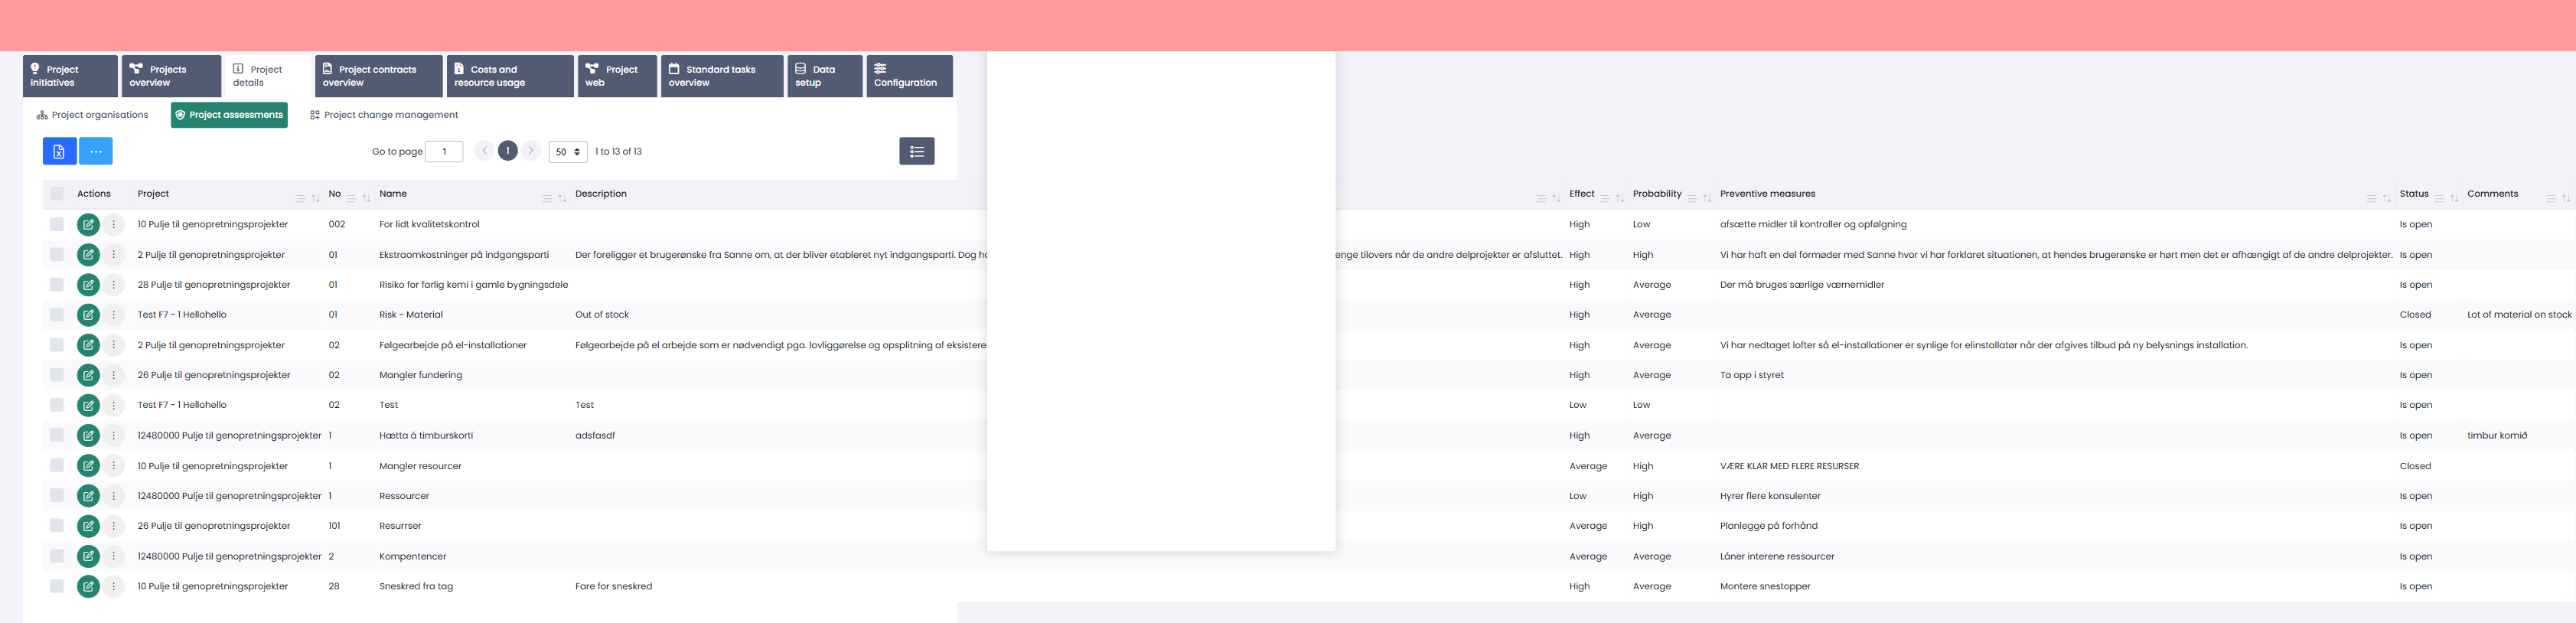 Project initiatives
Projects overview
Project details
Project contracts overview
Costs and resource usage
Project web
Standard tasks overview
Data setup
Configuration
Project organisations Project assessments Project change management
Go to page 1 1 50 1 to 13 of 13
Actions Project No Name Description Effect Probability Preventive measures Status Comments
10 Pulje til genopretningsprojekter 002 For lidt kvalitetskontrol High Low afsætte midler til kontroller og opfølgning Is open
2 Pulje til genopretningsprojekter 01 Ekstraomkostninger på indgangsparti Der foreligger et brugerønske fra Sanne om, at der bliver etableret nyt indgangsparti. Dog tilovers når de andre delprojekter er afsluttet. High High Vi har haft en del formøder med Sanne hvor vi har forklaret situationen, at hendes brugerønske er hørt men det er afhængigt af de andre delprojekter. Is open
28 Pulje til genopretningsprojekter 01 Risiko for farlig kemi i gamle bygningsdele High Average Der må bruges særlige værnemidler Is open
Test F7 - 1 Hellohello 01 Risk - Material Out of stock High Average Closed Lot of material on stock
2 Pulje til genopretningsprojekter 02 Følgearbejde på el-installationer Følgearbejde på el arbejde som er nødvendigt pga. lovliggørelse og opsplitning af High Average Vi har nedtaget lofter så el-installationer er synlige for elinstallatør når der afgives tilbud på ny belysnings installation. Is open
26 Pulje til genopretningsprojekter 02 Mangler fundering High Average Ta opp i styret Is open
Test F7 - 1 Hellohello 02 Test Test Low Low Is open
12480000 Pulje til genopretningsprojekter 1 Hætta á timburskorti adsfasdf High Average Is open timbur komið
10 Pulje til genopretningsprojekter 1 Mangler resourcer Average High VÆRE KLAR MED FLERE RESURSER Closed
12480000 Pulje til genopretningsprojekter 1 Ressourcer Low High Hyrer flere konsulenter Is open
26 Pulje til genopretningsprojekter 101 Resurrser Average High Planlegge på forhånd Is open
12480000 Pulje til genopretningsprojekter 2 Kompentencer Average Average Låner interene ressourcer Is open
10 Pulje til genopretningsprojekter 28 Sneskred fra tag Fare for sneskred High Average Montere snestopper Is open